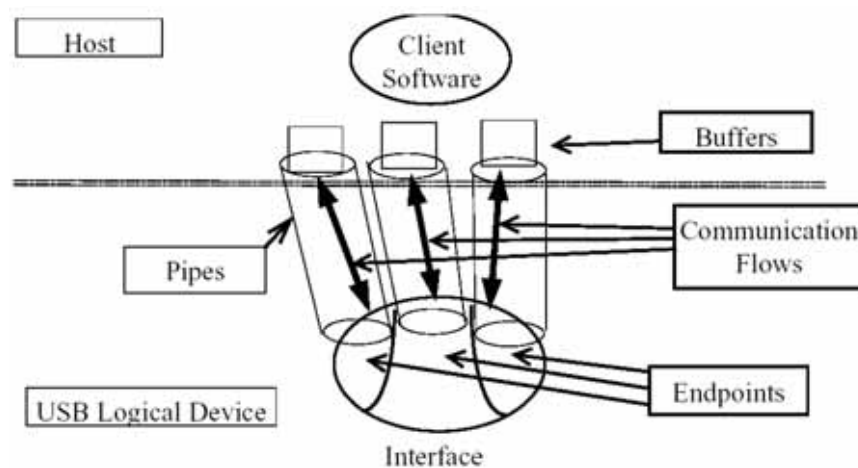 Host
Client
Software
Buffers
Communication
Flows
Pipes
Endpoints
USB Logical Device
Interface